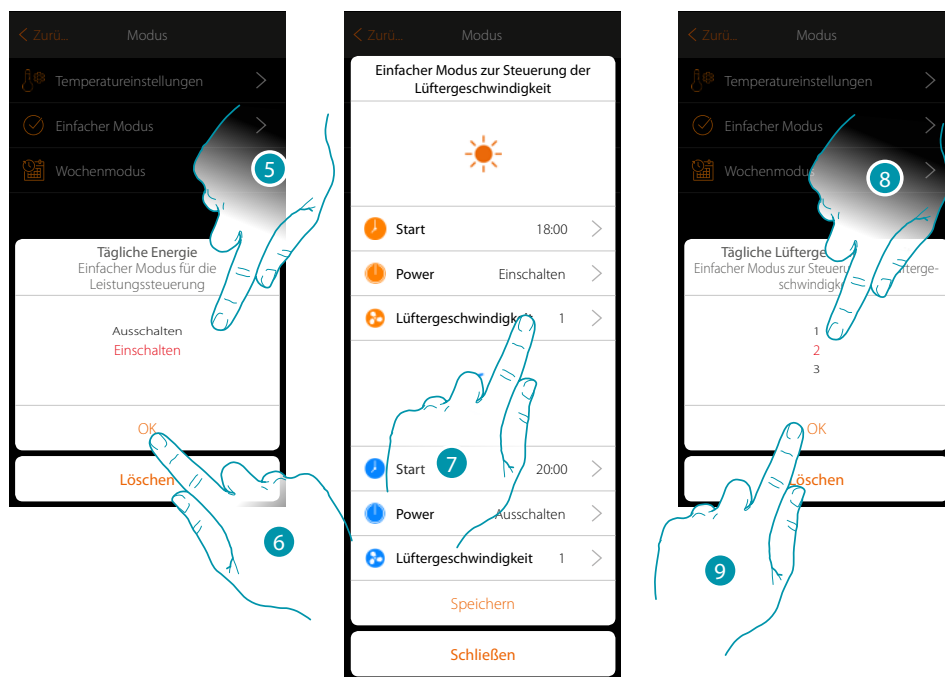 < Zurü... Modus
Temperatureinstellungen
Einfacher Modus
Wochenmodus
5
Tägliche Energie
Einfacher Modus für die
Leistungssteuerung
Ausschalten
Einschalten
OK
Löschen
6
< Zurü... Modus
Einfacher Modus zur Steuerung der
Lüftergeschwindigkeit
Start 18:00
Power Einschalten
Lüftergeschwindigkeit 1
7
Start 20:00
Power Ausschalten
Lüftergeschwindigkeit 1
Speichern
Schließen
< Zurü... Modus
Temperatureinstellungen
Einfacher Modus
Wochenmodus
8
Tägliche
Einfacher Modus zur
1
2
3
OK
Löschen
9